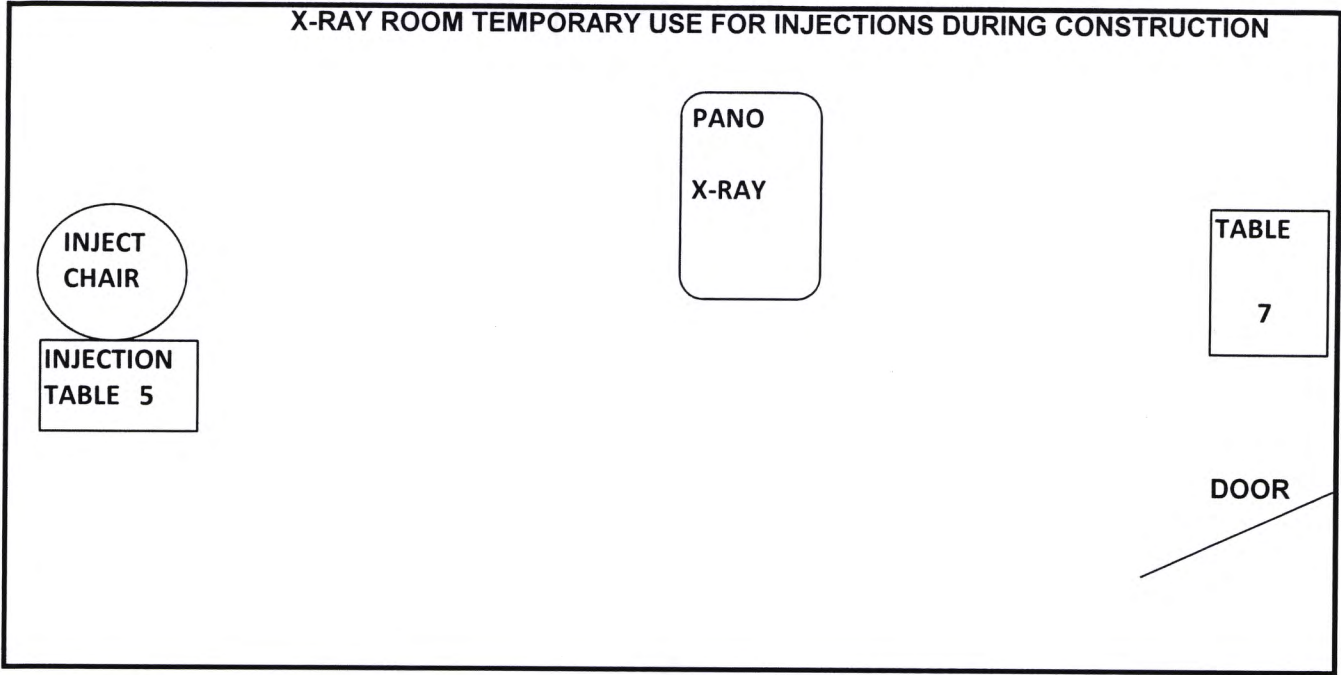 X-RAY ROOM TEMPORARY USE FOR INJECTIONS DURING CONSTRUCTION
PANO
X-RAY
INJECT
CHAIR
INJECTION
TABLE 5
TABLE
7
DOOR